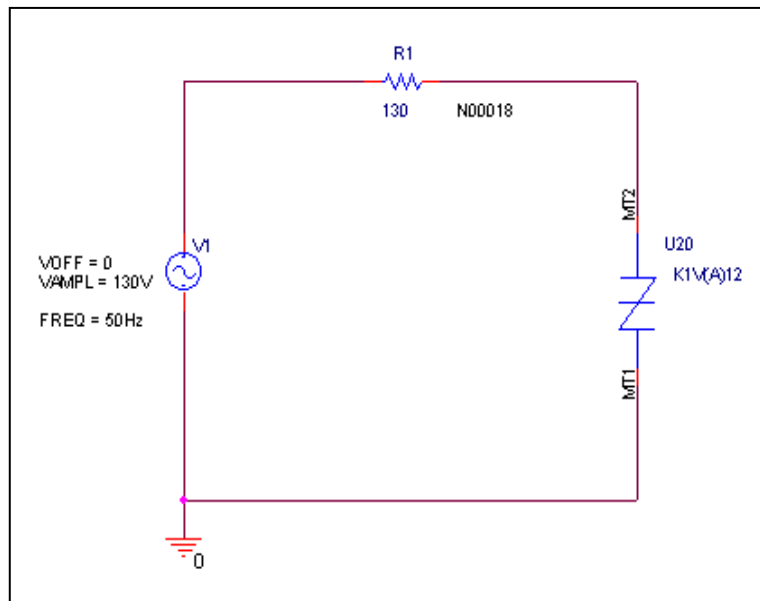 R1
130
N00018
MT2
V1
U20
VOFF = 0
VAMPL = 130V
K1V(A)12
FREQ = 50Hz
MT1
0